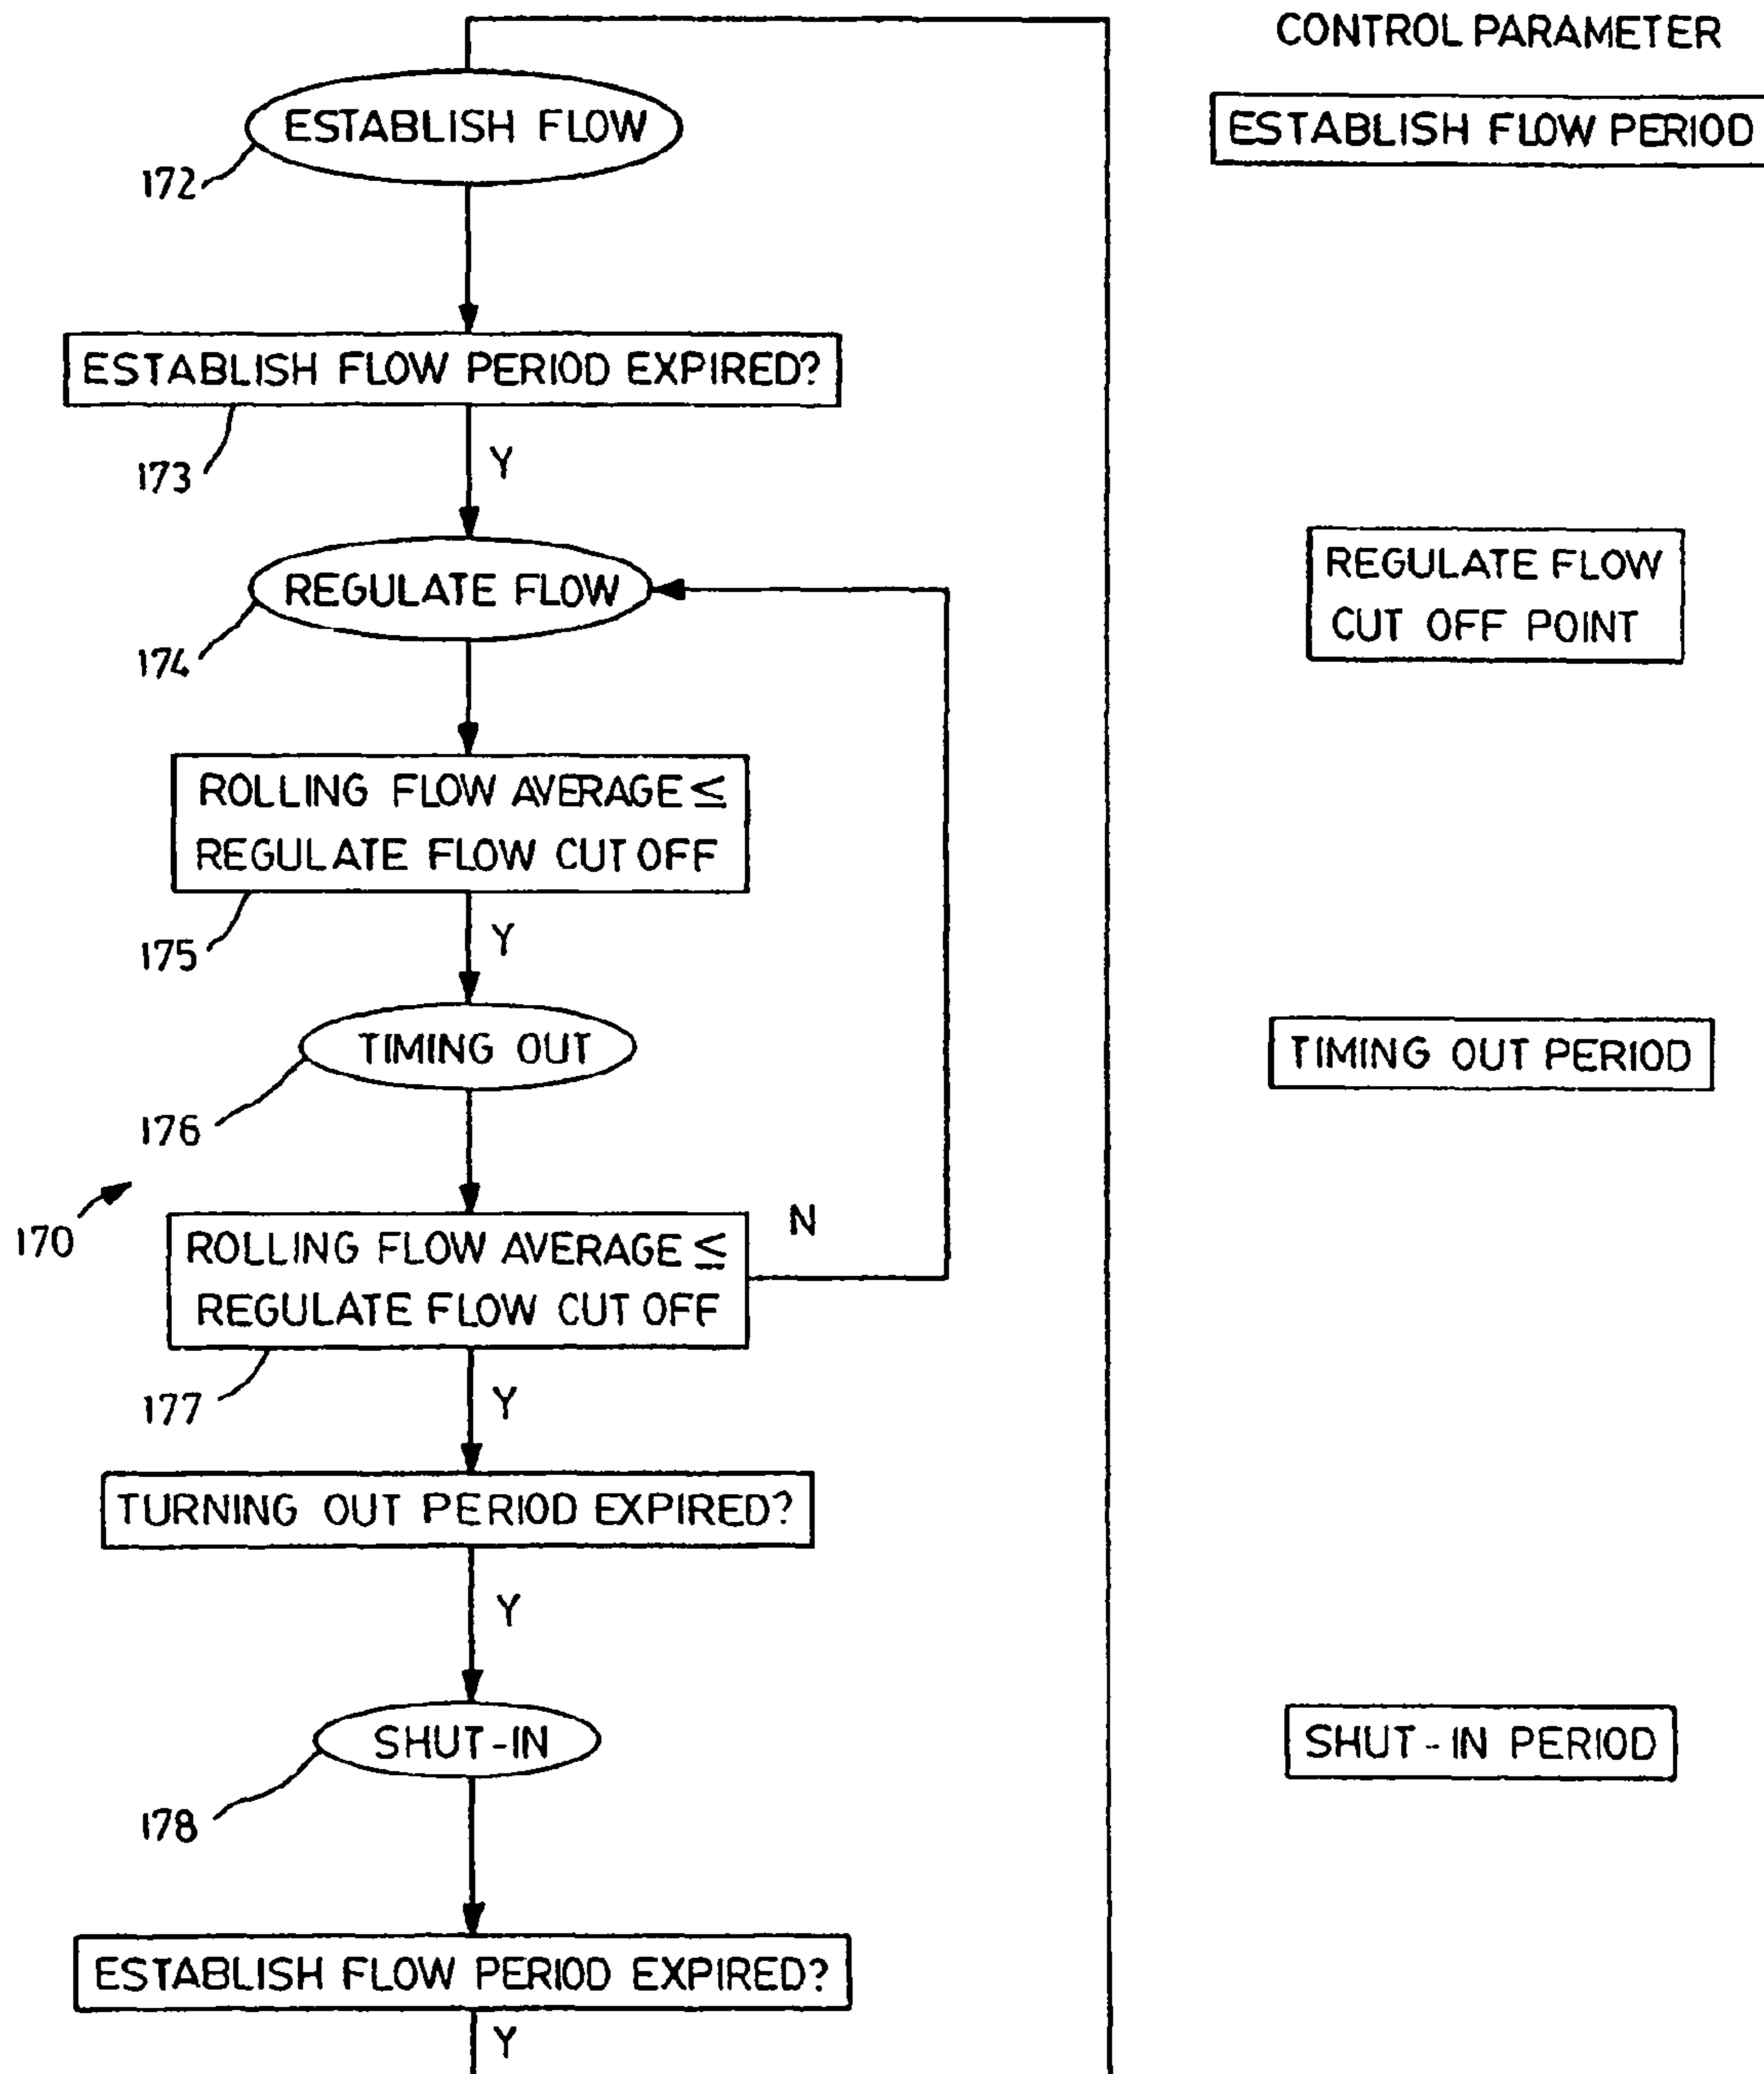 CONTROL PARAMETER
ESTABLISH FLOW
ESTABLISH FLOW PERIOD
172
ESTABLISH FLOW PERIOD EXPIRED?
173
Y
REGULATE FLOW
REGULATE FLOW
CUT OFF POINT
174
ROLLING FLOW AVERAGE ≤
REGULATE FLOW CUT OFF
175
Y
TIMING OUT
TIMING OUT PERIOD
176
170
ROLLING FLOW AVERAGE ≤
REGULATE FLOW CUT OFF
N
177
Y
TURNING OUT PERIOD EXPIRED?
Y
SHUT-IN
SHUT-IN PERIOD
178
ESTABLISH FLOW PERIOD EXPIRED?
Y